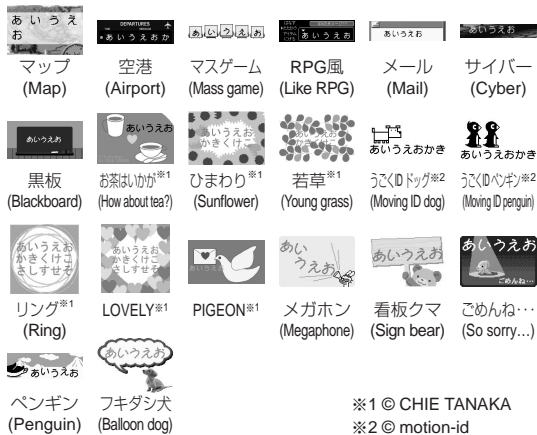 あ い う え
お
DEPARTURES
あ い う え お か
あ い う え お
あ い う え お
あいうえお
あいうえお
マップ 空港 マスゲーム RPG風 メール サイバー
(Map) (Airport) (Mass game) (Like RPG) (Mail) (Cyber)
あいうえお
あいうえお
あいうえお
かきくけこ
あいうえお
かきくけこ
あいうえおかき
あいうえおかき
黒板 お茶はいかが※1 ひまわり※1 若草※1 うごくIDドッグ※2 うごくIDペンギン※2
(Blackboard) (How about tea?) (Sunflower) (Young grass) (Moving ID dog) (Moving ID penguin)
あいうえお
かきくけこ
さしすせそ
あいうえお
かきくけこ
さしすせそ
あいうえお
あい
うえお
あいうえお
あいうえお
ごめんね…
リング※1 LOVELY※1 PIGEON※1 メガホン 看板クマ ごめんね…
(Ring) (Megaphone) (Sign bear) (So sorry…)
あいうえお
あいうえお
ペンギン フキダシ犬
(Penguin) (Balloon dog)
※1 © CHIE TANAKA
※2 © motion-id